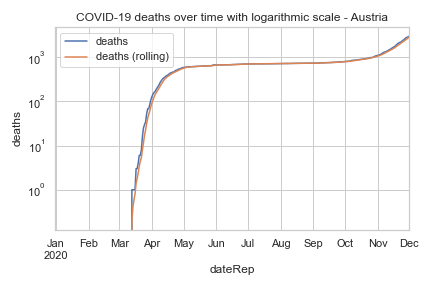 COVID-19 deaths over time with logarithmic scale - Austria
deaths
deaths (rolling)
10³
10²
10¹
10⁰
deaths
Jan Feb Mar Apr May Jun Jul Aug Sep Oct Nov Dec
2020
dateRep